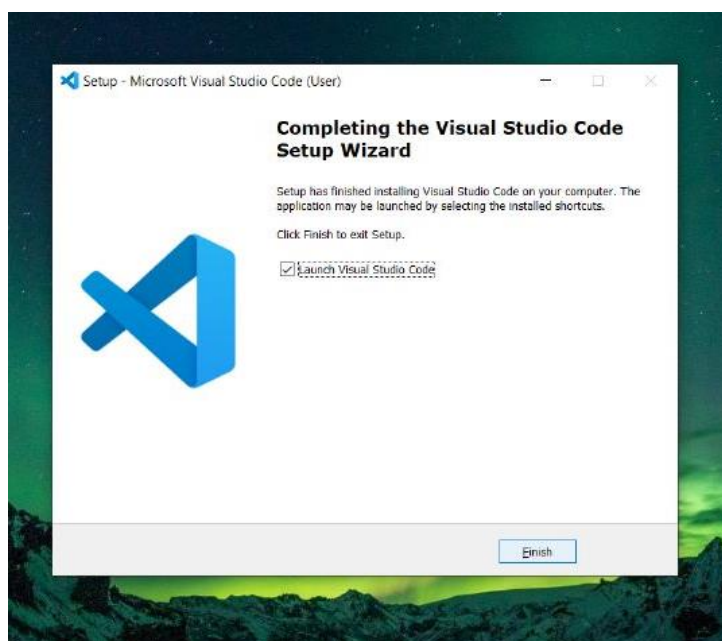 Setup - Microsoft Visual Studio Code (User)
Completing the Visual Studio Code
Setup Wizard
Setup has finished installing Visual Studio Code on your computer. The
application may be launched by selecting the installed shortcuts.
Click Finish to exit Setup.
Launch Visual Studio Code
Finish